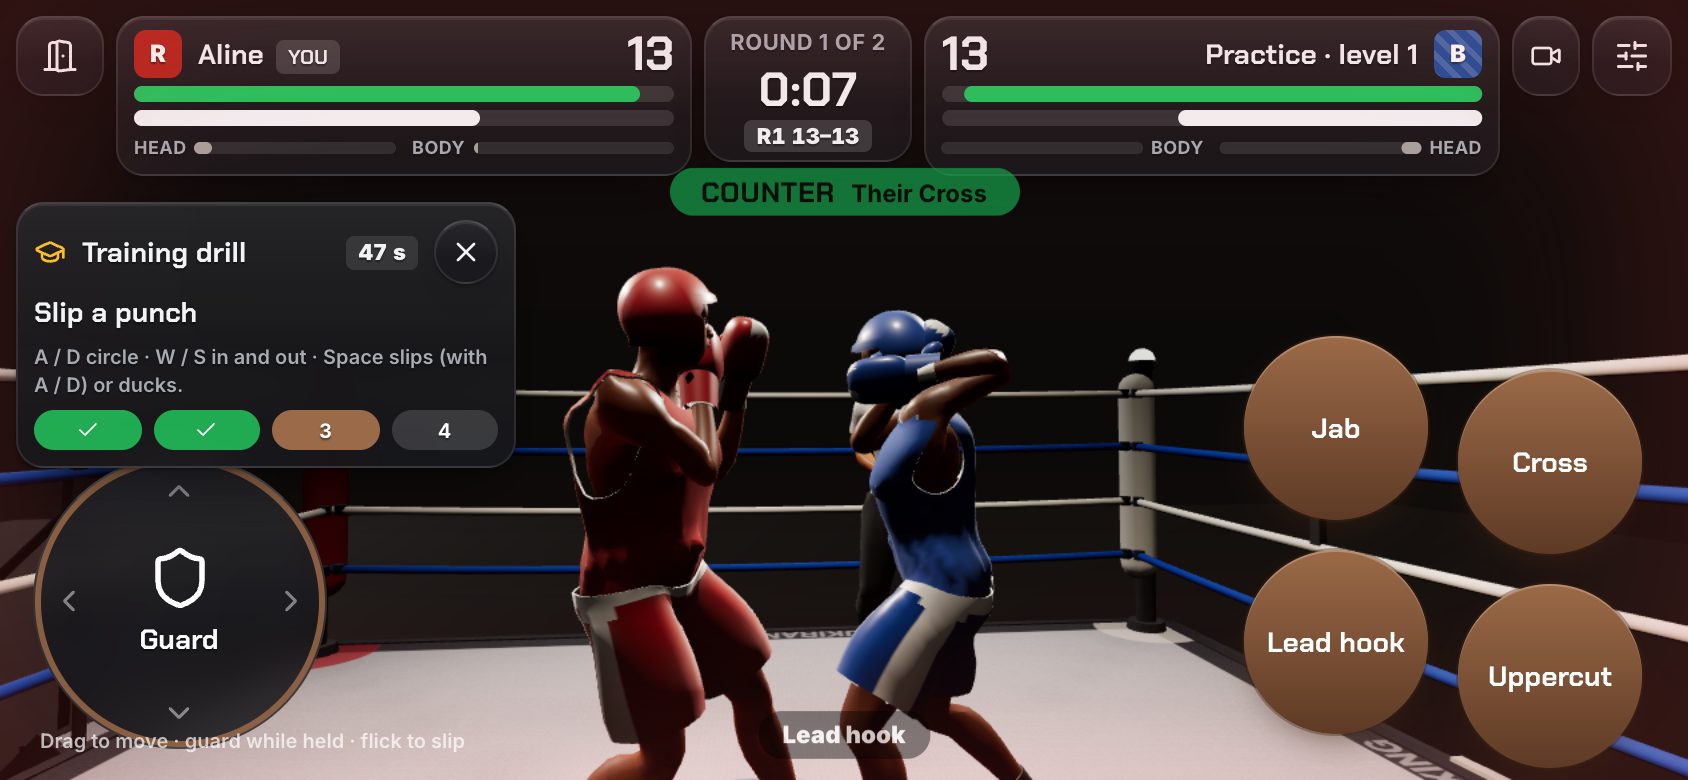 R Aline YOU 13
HEAD BODY
ROUND 1 OF 2
0:07
R1 13–13
13 Practice · level 1 B
BODY HEAD
COUNTER Their Cross
Training drill 47 s
Slip a punch
A / D circle · W / S in and out · Space slips (with
A / D) or ducks.
3 4
Guard
Drag to move · guard while held · flick to slip
Jab
Cross
Lead hook
Uppercut
Lead hook